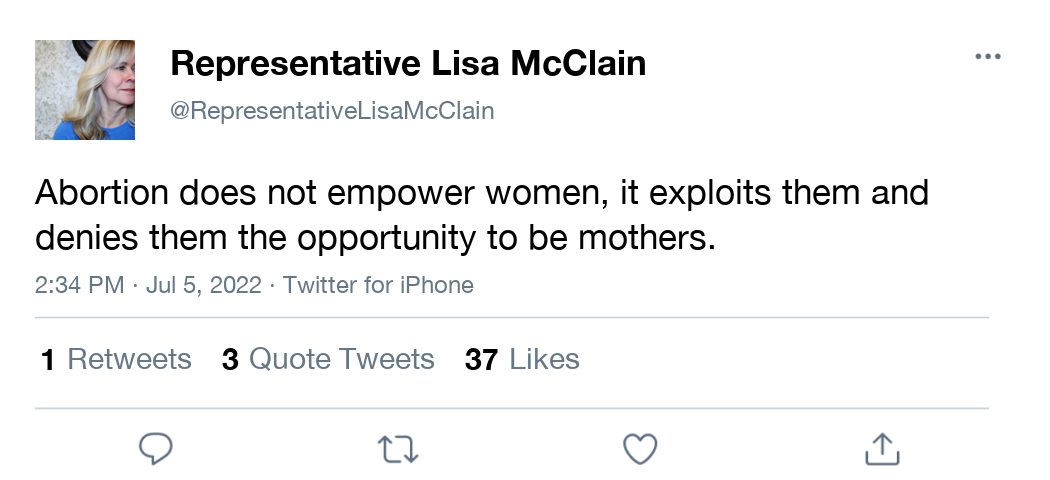 Representative Lisa McClain
@RepresentativeLisaMcClain
Abortion does not empower women, it exploits them and
denies them the opportunity to be mothers.
2:34 PM · Jul 5, 2022 · Twitter for iPhone
1 Retweets 3 Quote Tweets 37 Likes